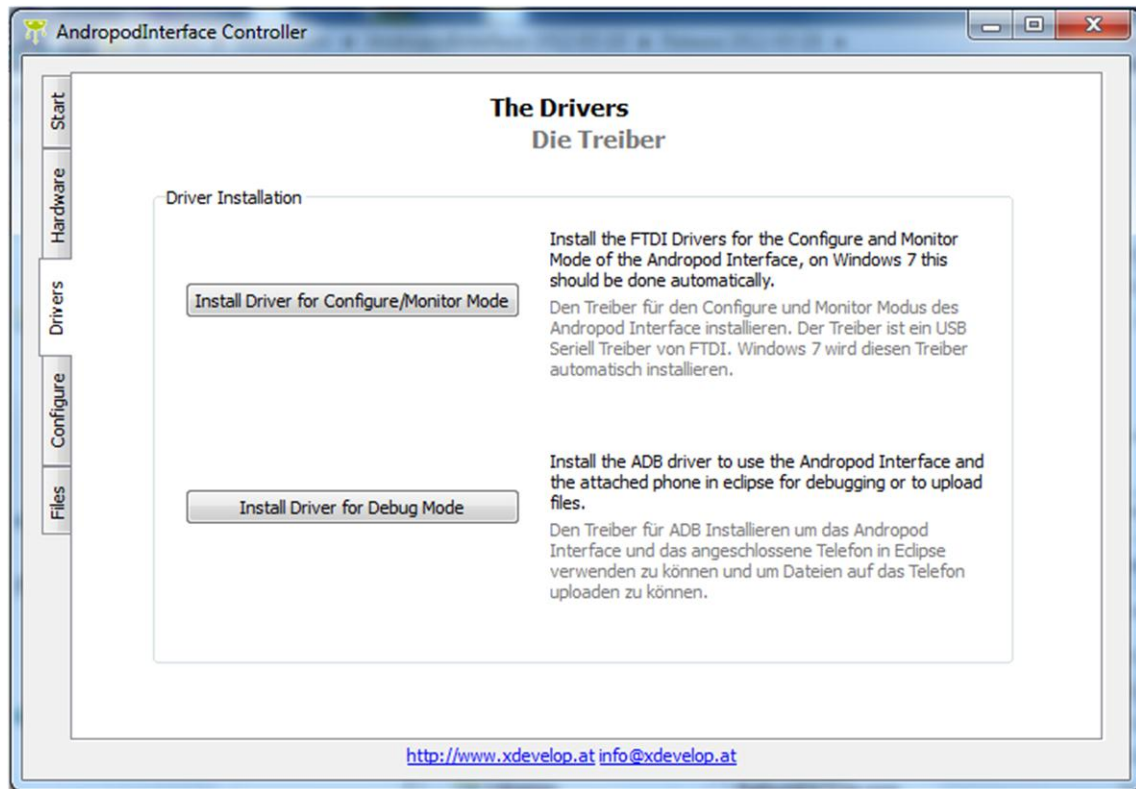 AndropodInterface Controller
Start
Hardware
Drivers
Configure
Files
The Drivers
Die Treiber
Driver Installation
Install Driver for Configure/Monitor Mode
Install the FTDI Drivers for the Configure and Monitor
Mode of the Andropod Interface, on Windows 7 this
should be done automatically.
Den Treiber für den Configure und Monitor Modus des
Andropod Interface installieren. Der Treiber ist ein USB
Seriell Treiber von FTDI. Windows 7 wird diesen Treiber
automatisch installieren.
Install Driver for Debug Mode
Install the ADB driver to use the Andropod Interface and
the attached phone in eclipse for debugging or to upload
files.
Den Treiber für ADB Installieren um das Andropod
Interface und das angeschlossene Telefon in Eclipse
verwenden zu können und um Dateien auf das Telefon
uploaden zu können.
http://www.xdevelop.at info@xdevelop.at